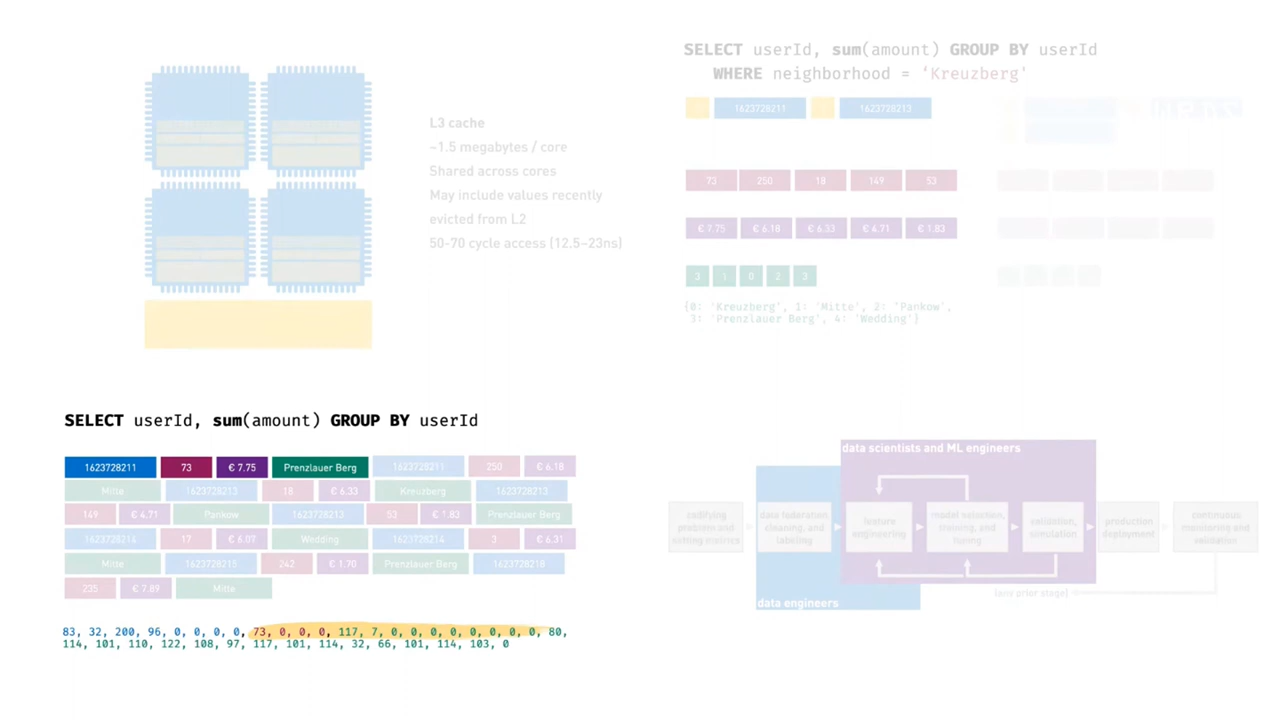 L3 cache
~1.5 megabytes / core
Shared across cores
May include values recently
evicted from L2
50-70 cycle access (12.5–23ns)
SELECT userId, sum(amount) GROUP BY userId
WHERE neighborhood = ‘Kreuzberg'
1623728211 1623728213
73 250 18 149 53
€ 7.75 € 6.18 € 6.33 € 4.71 € 1.83
3 1 0 2 3
{0: 'Kreuzberg', 1: 'Mitte', 2: 'Pankow',
3: 'Prenzlauer Berg', 4: 'Wedding'}
SELECT userId, sum(amount) GROUP BY userId
1623728211 73 € 7.75 Prenzlauer Berg 1623728211 250 € 6.18
Mitte 1623728213 18 € 6.33 Kreuzberg 1623728213
149 € 4.71 Pankow 1623728213 53 € 1.83 Prenzlauer Berg
1623728214 17 € 6.07 Wedding 1623728214 3 € 6.31
Mitte 1623728215 242 € 1.70 Prenzlauer Berg 1623728218
235 € 7.89 Mitte
83, 32, 200, 96, 0, 0, 0, 0, 73, 0, 0, 0, 117, 7, 0, 0, 0, 0, 0, 0, 0, 0, 80,
114, 101, 110, 122, 108, 97, 117, 101, 114, 32, 66, 101, 114, 103, 0
data scientists and ML engineers
codifying
problem and
metrics
data federation,
cleaning, and
labeling
feature
engineering
model selection,
training, and
tuning
validation,
simulation
production
deployment
continuous
monitoring and
validation
(any prior stage)
data engineers